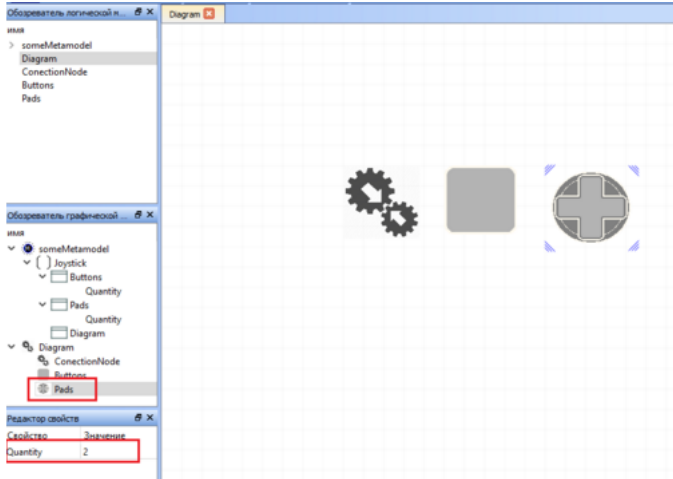 Обозреватель логической м...
Diagram
имя
someMetamodel
Diagram
ConectionNode
Buttons
Pads
Обозреватель графической ...
имя
someMetamodel
Joystick
Buttons
Quantity
Pads
Quantity
Diagram
Diagram
ConectionNode
Buttons
Pads
Редактор свойств
Свойство Значение
Quantity 2